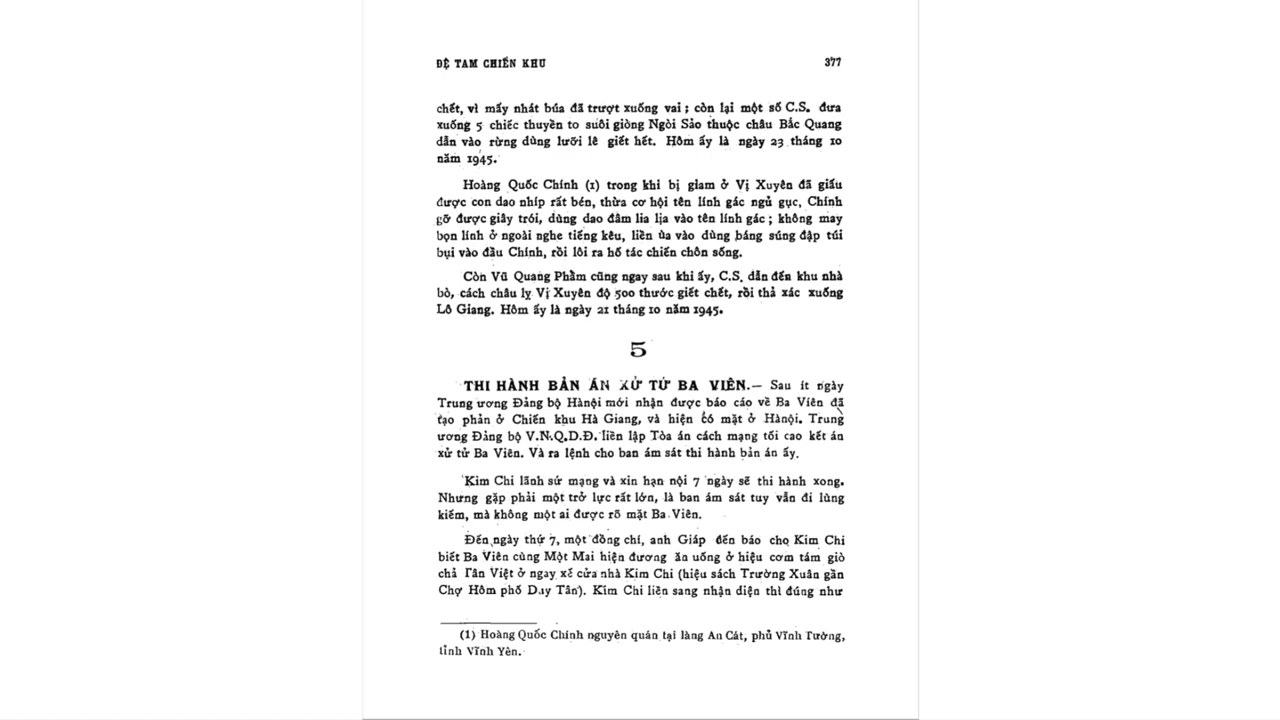 ĐỆ TAM CHIẾN KHU 377
chết, vì mấy nhát búa đã trượt xuống vai ; còn lại một số C.S. đưa
xuống 5 chiếc thuyền to suôi giòng Ngòi Sảo thuộc châu Bắc Quang
dẫn vào rừng dùng lưỡi lê giết hết. Hôm ấy là ngày 23 tháng 10
năm 1945.
Hoàng Quốc Chính (1) trong khi bị giam ở Vị Xuyên đã giấu
được con dao nhíp rất bén, thừa cơ hội tên lính gác ngủ gục, Chính
gỡ được giây trói, dùng dao đâm lia lịa vào tên lính gác ; không may
bọn lính ở ngoài nghe tiếng kêu, liền ùa vào dùng báng súng đập túi
bụi vào đầu Chính, rồi lôi ra hố tác chiến chôn sống.
Còn Vũ Quang Phẩm cũng ngay sau khi ấy, C.S. dẫn đến khu nhà
bò, cách châu lỵ Vị Xuyên độ 500 thước giết chết, rồi thả xác xuống
Lô Giang. Hôm ấy là ngày 21 tháng 10 năm 1945.
5
THI HÀNH BẢN ÁN XỬ TỬ BA VIÊN.— Sau ít ngày
Trung ương Đảng bộ Hànội mới nhận được báo cáo về Ba Viên đã
tạo phản ở Chiến khu Hà Giang, và hiện có mặt ở Hànội. Trung
ương Đảng bộ V.N.Q.D.Đ. liền lập Tòa án cách mạng tối cao kết án
xử tử Ba Viên. Và ra lệnh cho ban ám sát thi hành bản án ấy.
Kim Chi lãnh sứ mạng và xin hạn nội 7 ngày sẽ thi hành xong.
Nhưng gặp phải một trở lực rất lớn, là ban ám sát tuy vẫn đi lùng
kiếm, mà không một ai được rõ mặt Ba Viên.
Đến ngày thứ 7, một đồng chí, anh Giáp đến báo cho Kim Chi
biết Ba Viên cùng Một Mai hiện đương ăn uống ở hiệu cơm tám giò
chả Tân Việt ở ngay xế cửa nhà Kim Chi (hiệu sách Trường Xuân gần
Chợ Hôm phố Duy Tân). Kim Chi liền sang nhận diện thì đúng như
(1) Hoàng Quốc Chính nguyên quán tại làng An Cát, phủ Vĩnh Tường,
tỉnh Vĩnh Yên.